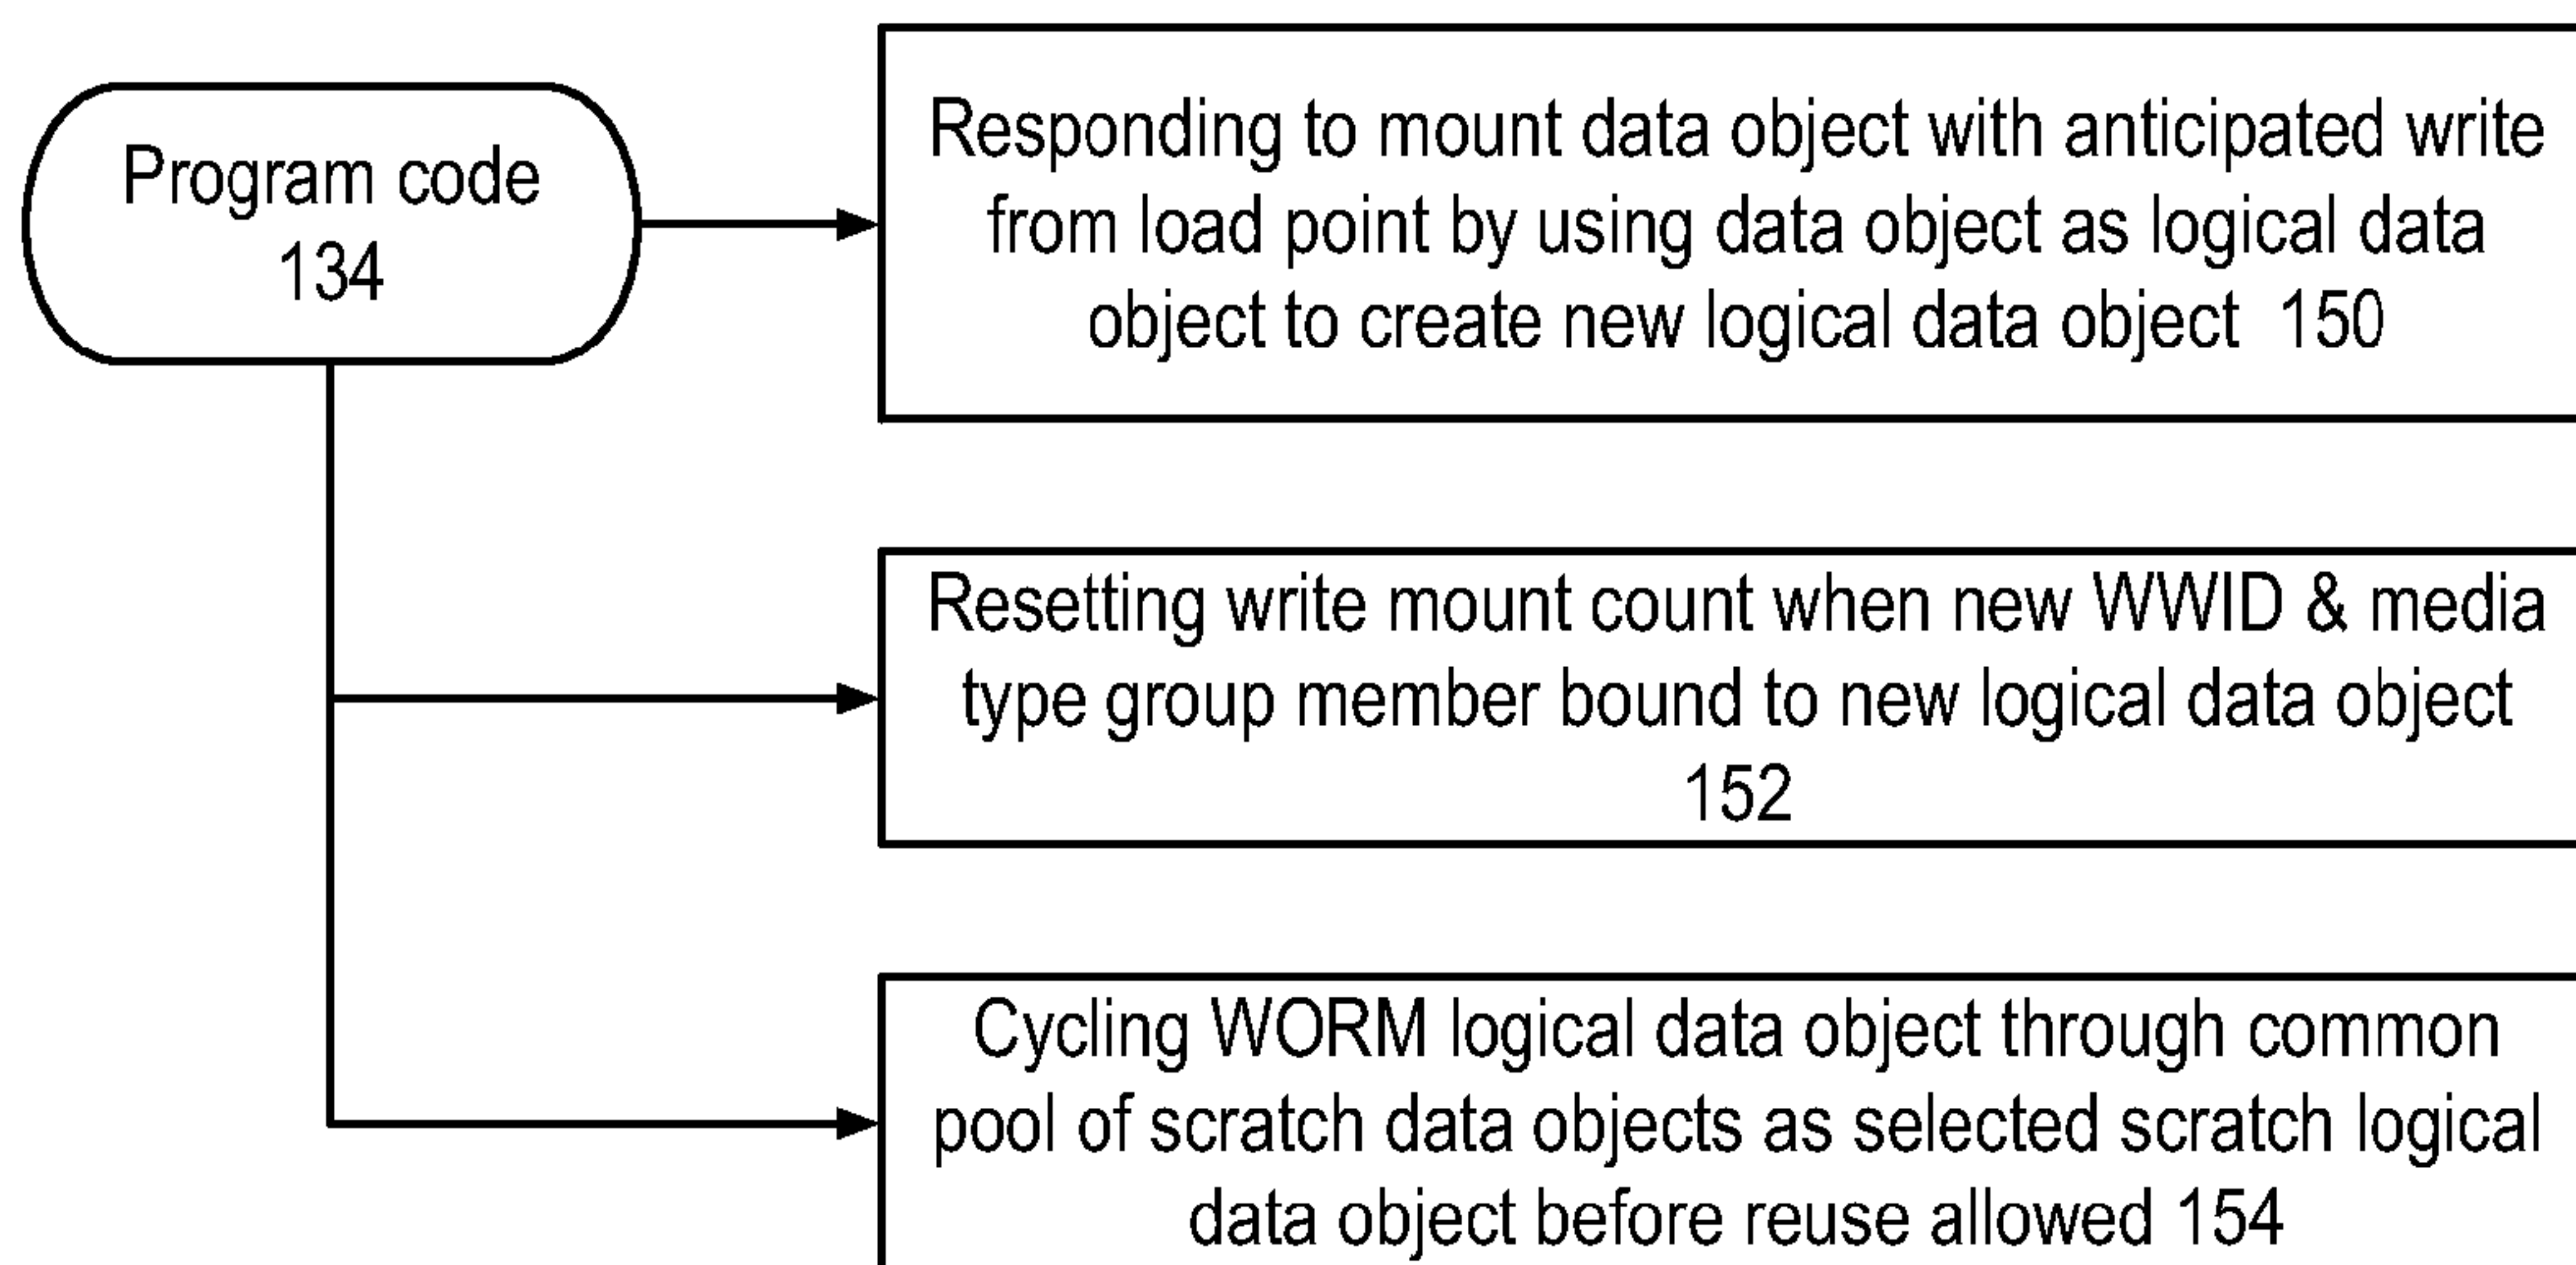 Program code
134
Responding to mount data object with anticipated write
from load point by using data object as logical data
object to create new logical data object 150
Resetting write mount count when new WWID & media
type group member bound to new logical data object
152
Cycling WORM logical data object through common
pool of scratch data objects as selected scratch logical
data object before reuse allowed 154